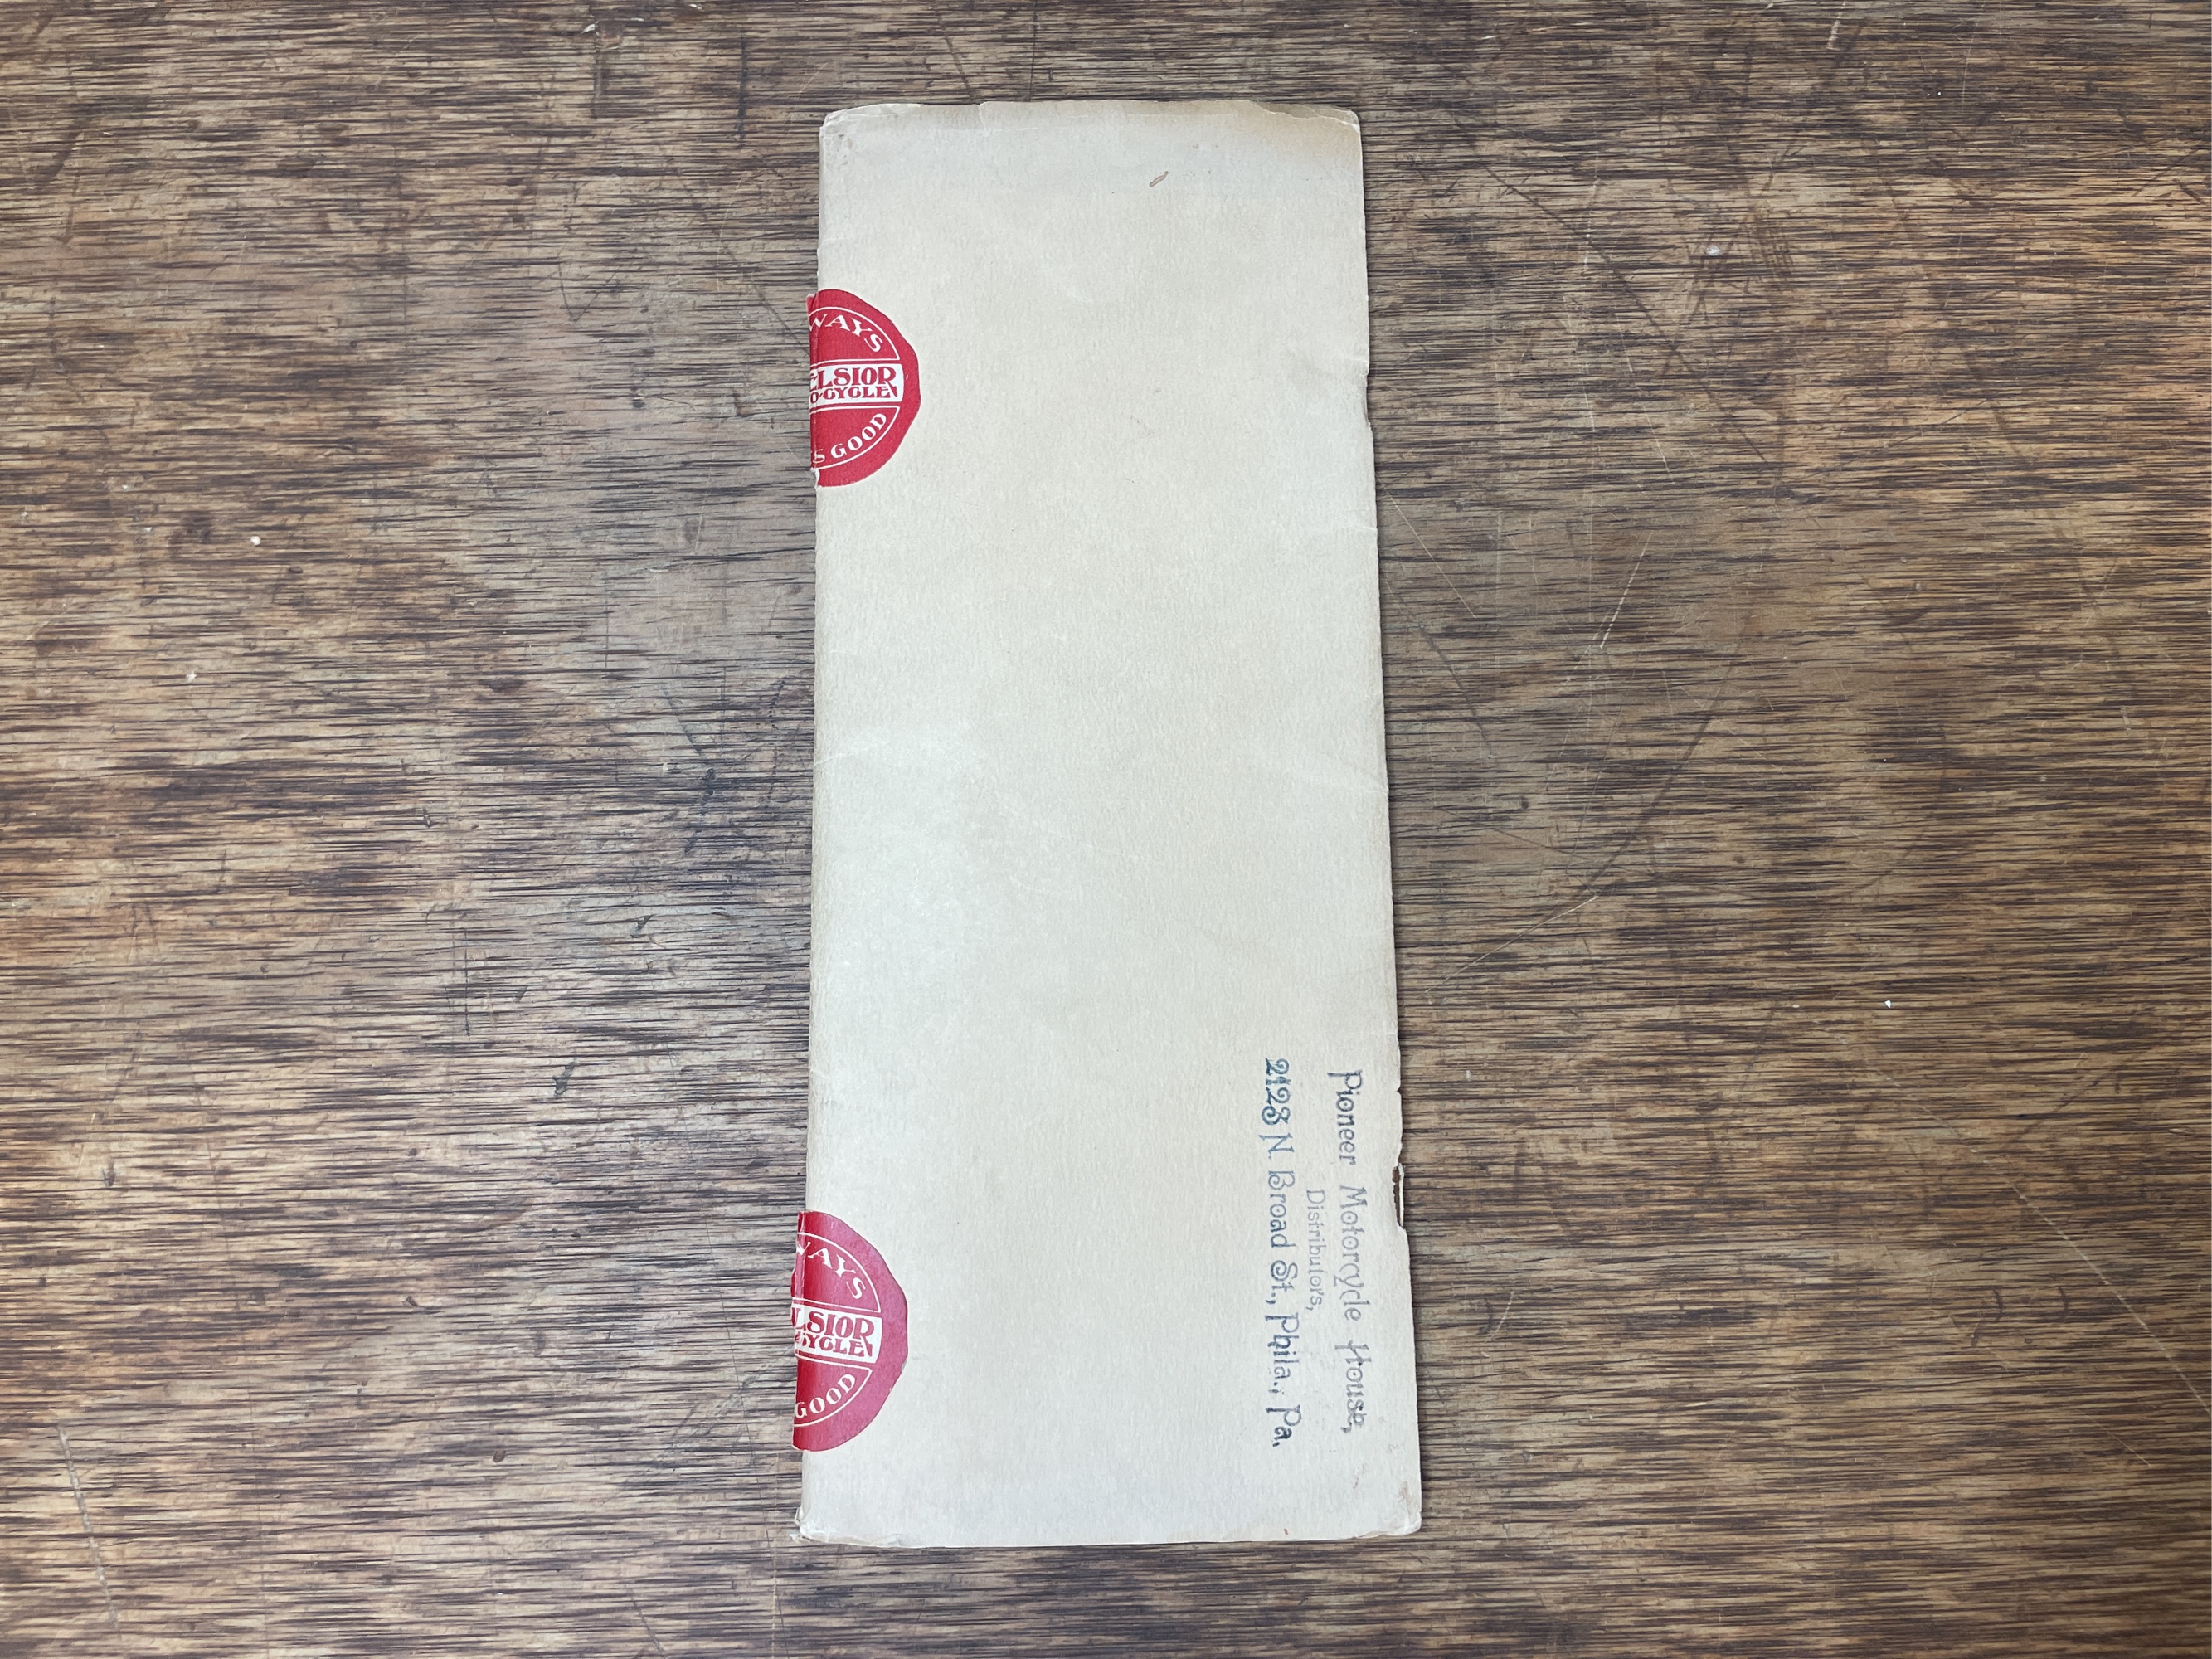 WAYS
ELSIOR
O-CYCLE
S GOOD
Pioneer Motorcycle House,
Distributors,
2123 N. Broad St., Phila., Pa.
WAYS
LSIOR
CYCLE
GOOD